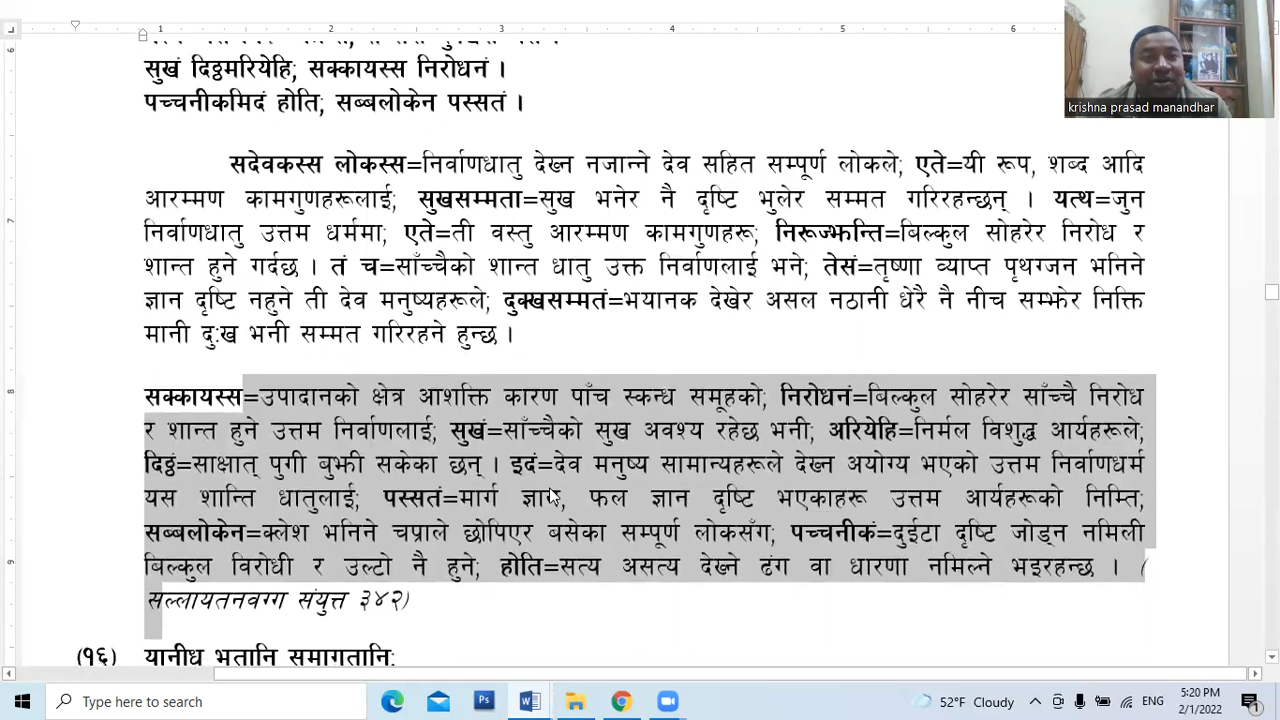 krishna prasad manandhar
सुखं दिठ्ठमरियेहि; सक्कायस्स निरोधनं ।
पच्चनीकमिदं होति; सब्बलोकेन पस्सतं ।
सदेवकस्स लोकस्स=निर्वाणधातु देख्न नजान्ने देव सहित सम्पूर्ण लोकले; एते=यी रूप, शब्द आदि
आरम्मण कामगुणहरूलाई; सुखसम्मता=सुख भनेर नै दृष्टि भुलेर सम्मत गरिरहन्छन् । यत्थ=जुन
निर्वाणधातु उत्तम धर्ममा; एते=ती वस्तु आरम्मण कामगुणहरू; निरूज्झन्ति=बिल्कुल सोहरेर निरोध र
शान्त हुने गर्दछ । तं च=साँच्चैको शान्त धातु उक्त निर्वाणलाई भने; तेसं=तृष्णा व्याप्त पृथग्जन भनिने
ज्ञान दृष्टि नहुने ती देव मनुष्यहरूले; दुक्खसम्मतं=भयानक देखेर असल नठानी धेरै नै नीच सम्झेर निक्ति
मानी दुःख भनी सम्मत गरिरहने हुन्छ ।
सक्कायस्स=उपादानको क्षेत्र आशक्ति कारण पाँच स्कन्ध समूहको; निरोधनं=बिल्कुल सोहरेर साँच्चै निरोध
र शान्त हुने उत्तम निर्वाणलाई; सुखं=साँच्चैको सुख अवश्य रहेछ भनी; अरियेहि=निर्मल विशुद्ध आर्यहरूले;
दिठ्ठं=साक्षात् पुगी बुझी सकेका छन् । इदं=देव मनुष्य सामान्यहरूले देख्न अयोग्य भएको उत्तम निर्वाणधर्म
यस शान्ति धातुलाई; पस्सतं=मार्ग ज्ञान, फल ज्ञान दृष्टि भएकाहरू उत्तम आर्यहरूको निम्ति;
सब्बलोकेन=क्लेश भनिने चप्राले छोपिएर बसेका सम्पूर्ण लोकसँग; पच्चनीकं=दुईटा दृष्टि जोड्न नमिली
बिल्कुल विरोधी र उल्टो नै हुने; होति=सत्य असत्य देख्ने ढंग वा धारणा नमिल्ने भइरहन्छ । (
सल्लायतनवग्ग संयुत्त ३४२)
(१६) यानीध भूतानि समागतानि;
Type here to search
52°F Cloudy
ENG
5:20 PM
2/1/2022